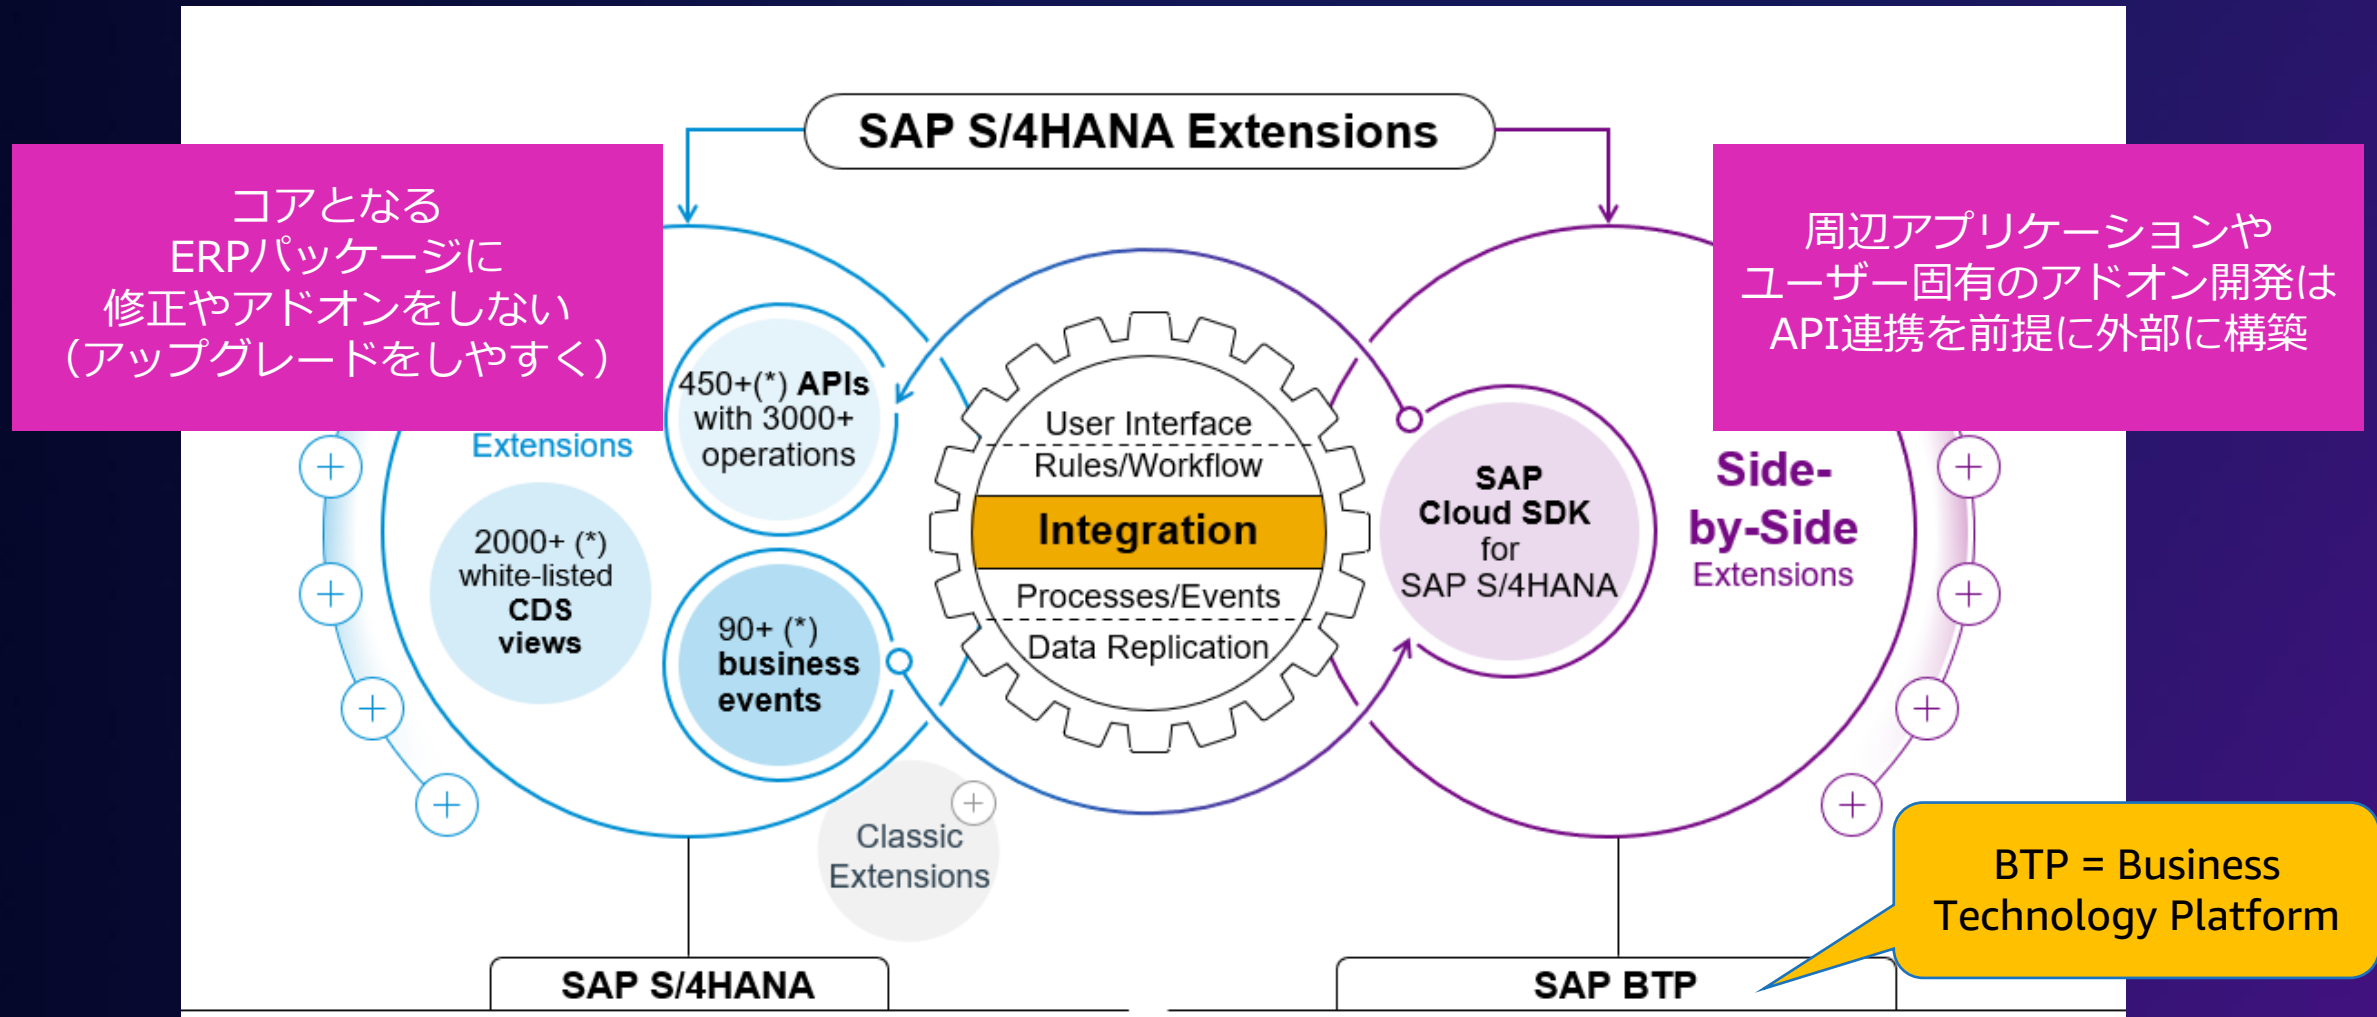 SAP S/4HANA Extensions
コアとなる
ERPパッケージに
修正やアドオンをしない
（アップグレードをしやすく）
周辺アプリケーションや
ユーザー固有のアドオン開発は
API連携を前提に外部に構築
Extensions
450+(*) APIs
with 3000+
operations
2000+ (*)
white-listed
CDS
views
90+ (*)
business
events
User Interface
Rules/Workflow
Integration
Processes/Events
Data Replication
SAP
Cloud SDK
for
SAP S/4HANA
Side-
by-Side
Extensions
Classic
Extensions
BTP = Business
Technology Platform
SAP S/4HANA
SAP BTP